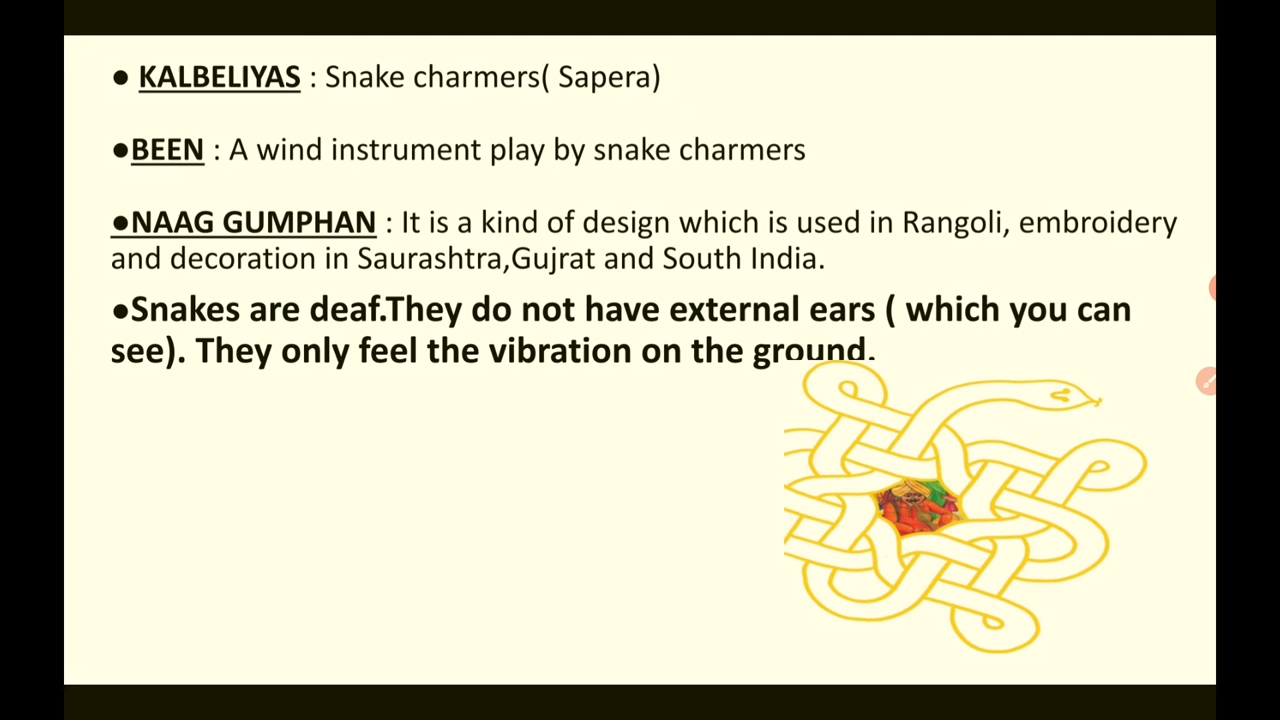 ● KALBELIYAS : Snake charmers( Sapera)
●BEEN : A wind instrument play by snake charmers
●NAAG GUMPHAN : It is a kind of design which is used in Rangoli, embroidery
and decoration in Saurashtra,Gujrat and South India.
●Snakes are deaf.They do not have external ears ( which you can
see). They only feel the vibration on the ground.